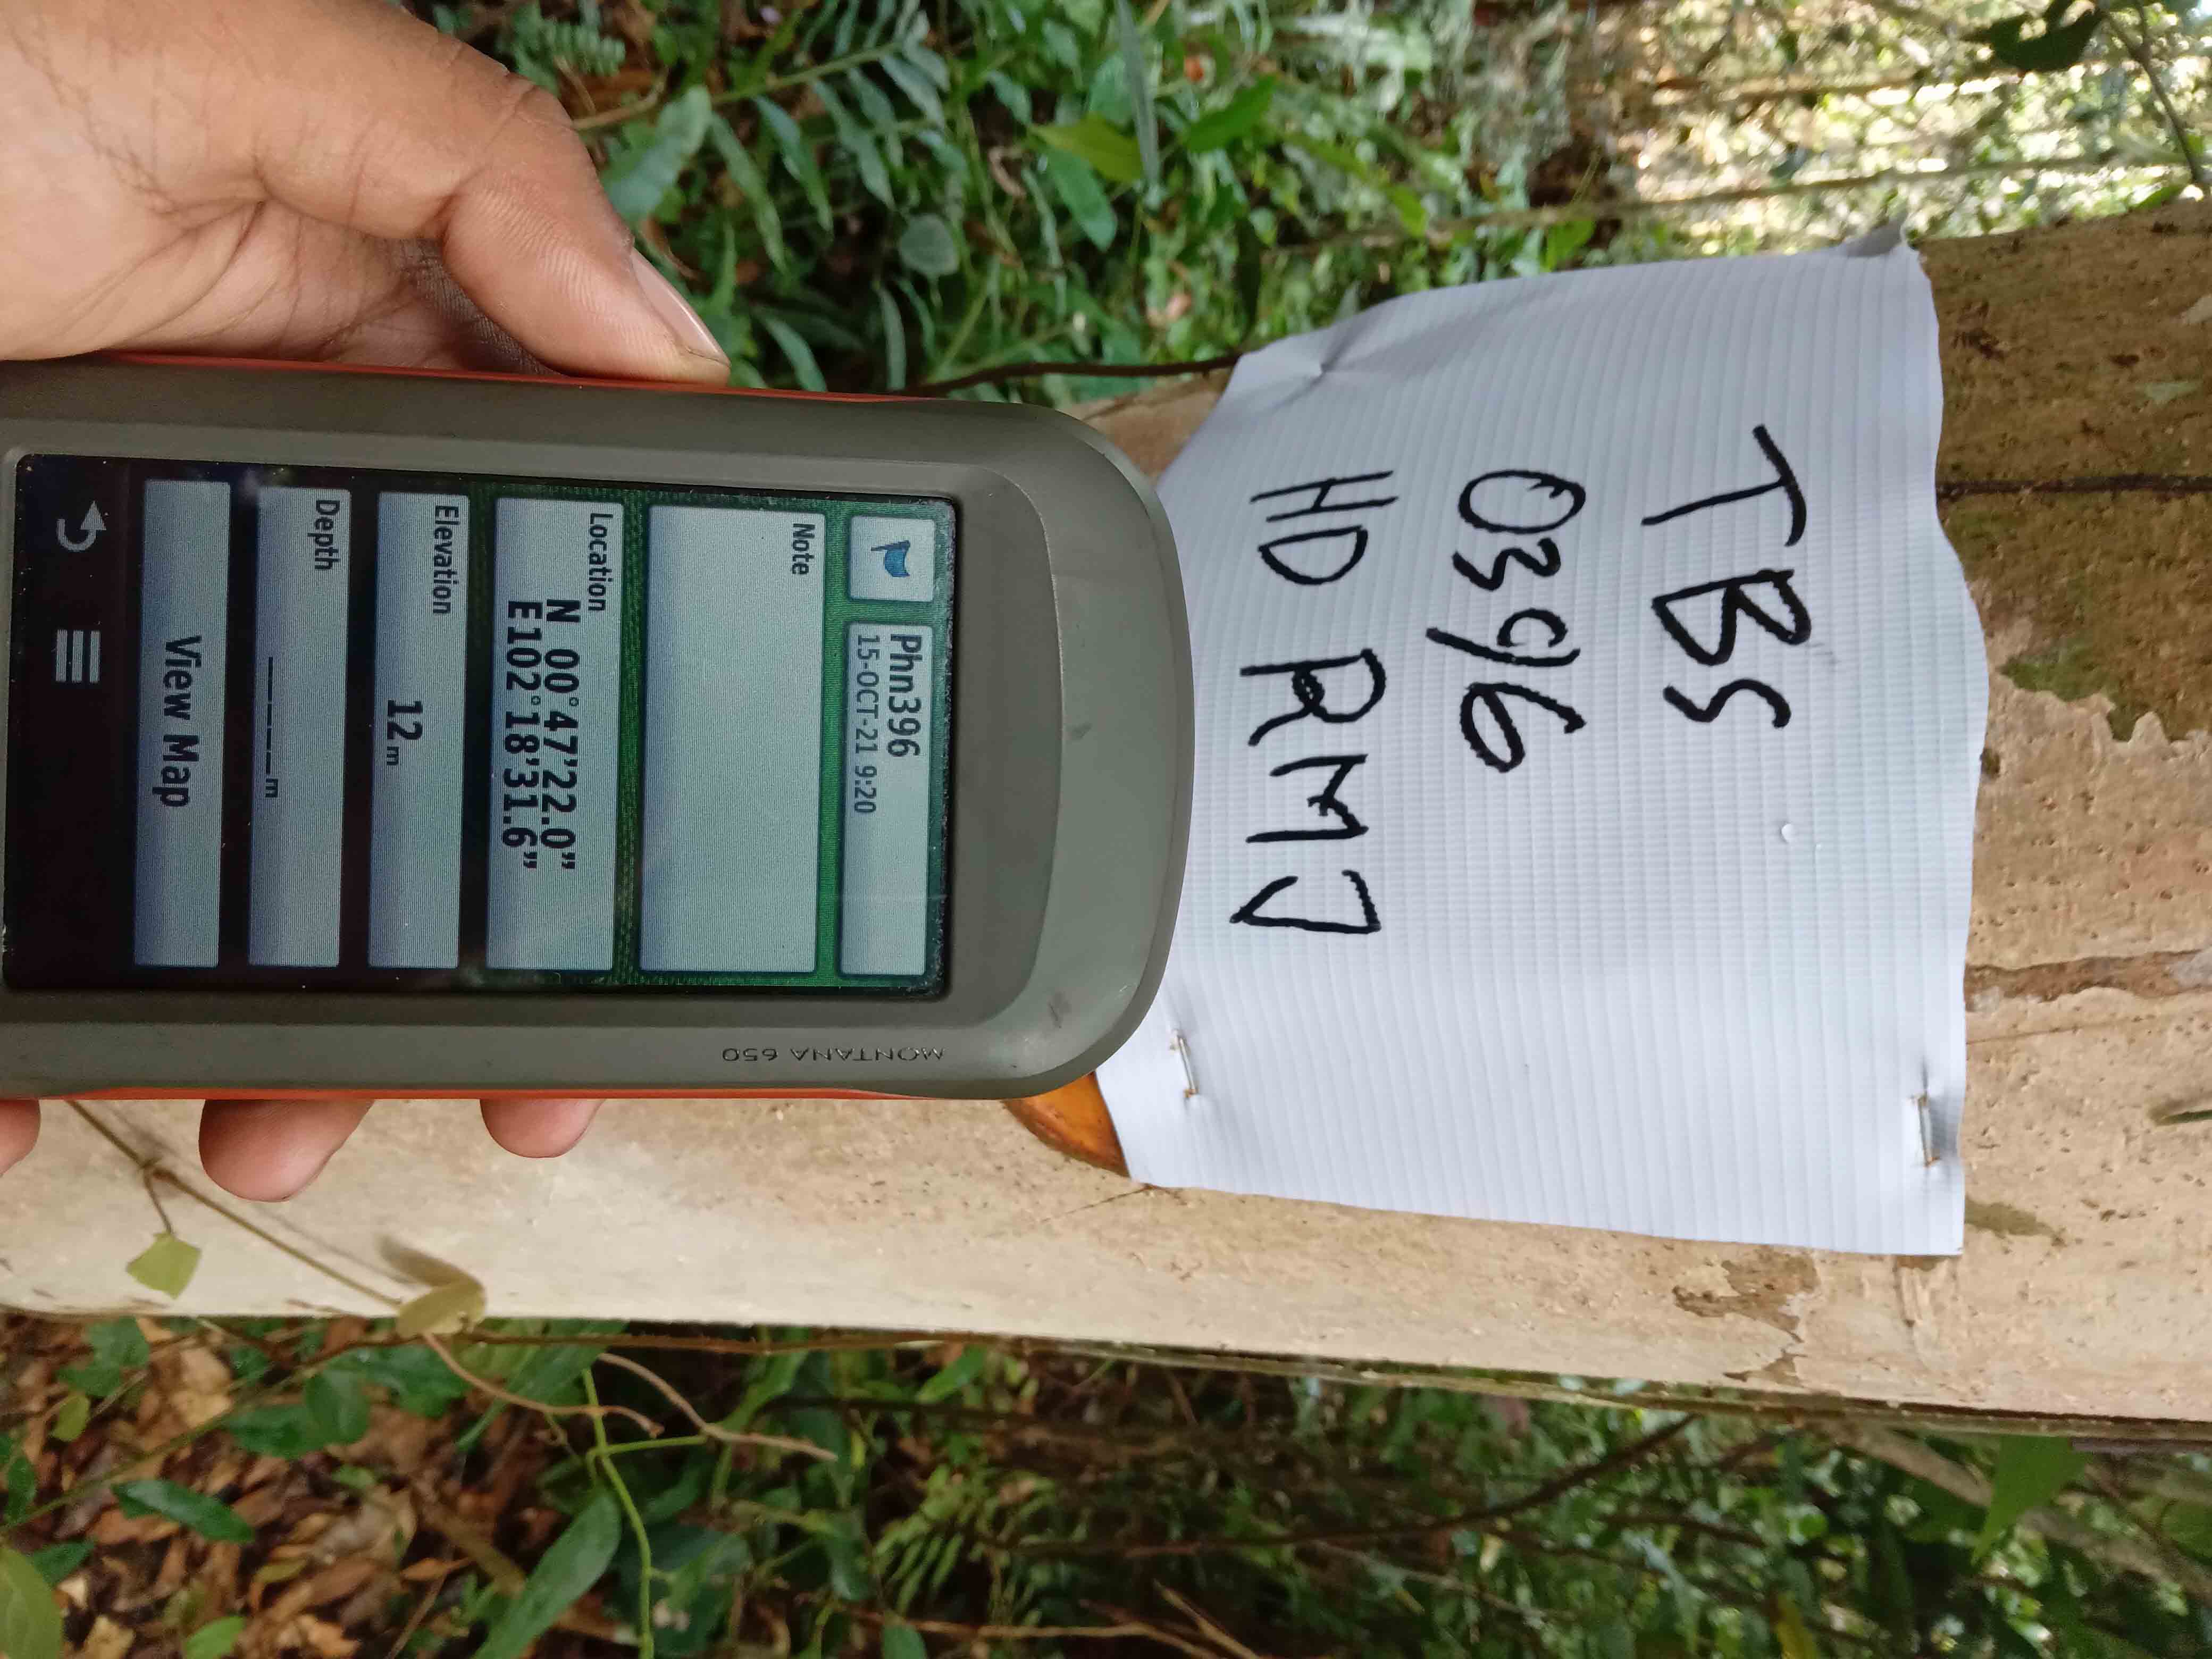 TBS
0396
HD RMJ
MONTANA 650
Phn396
15-OCT-21 9:20
Note
Location
N 00°47'22.0"
E102°18'31.6"
Elevation
12m
Depth
_____m
View Map